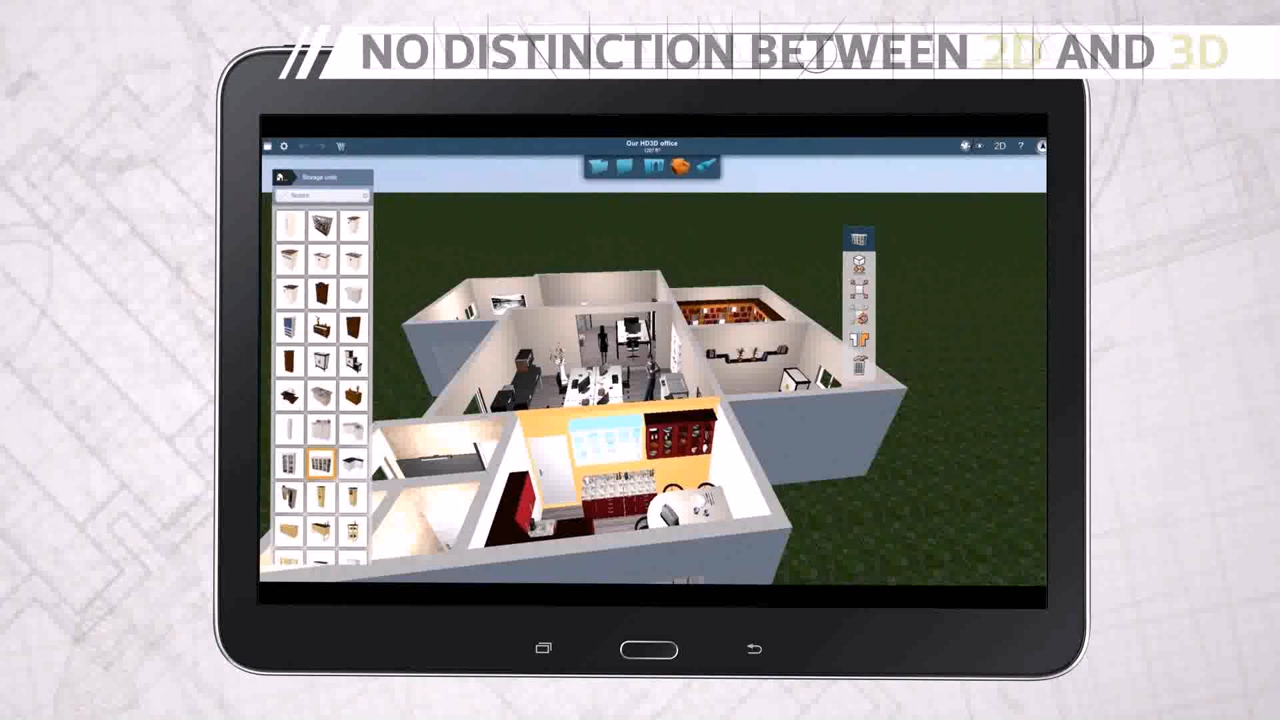 NO DISTINCTION BETWEEN 2D AND 3D
Our HD3D office
2D ?
Storage units